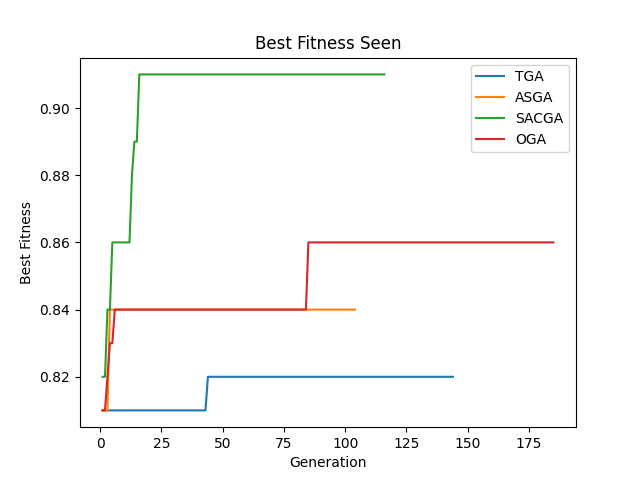 Best Fitness Seen
TGA
ASGA
SACGA
OGA
Best Fitness
0.90
0.88
0.86
0.84
0.82
0
25
50
75
100
125
150
175
Generation